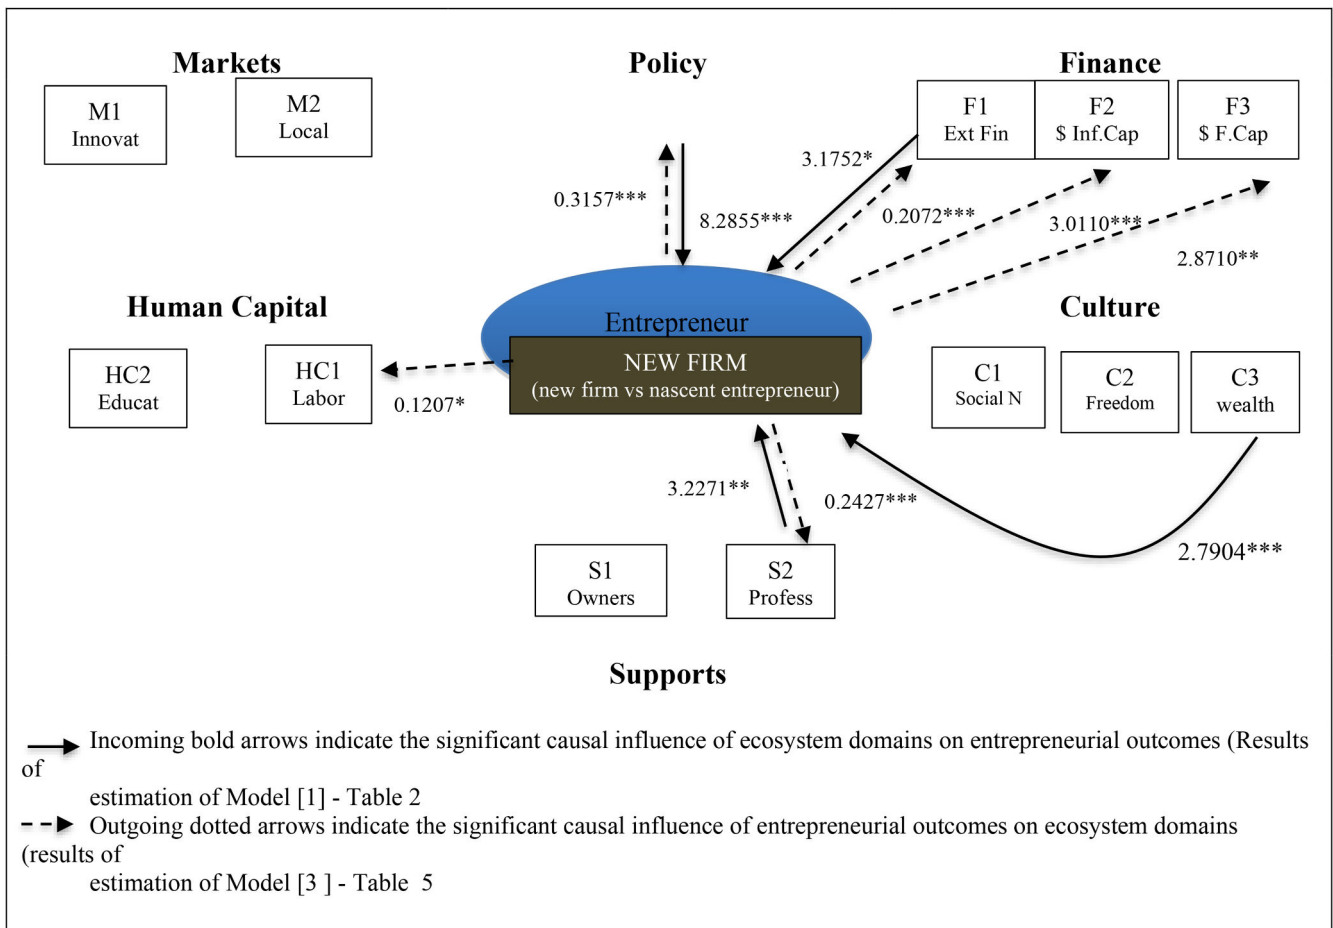 Markets
Policy
Finance
M1
Innovat
M2
Local
F1
Ext Fin
F2
$ Inf.Cap
F3
$ F.Cap
3.1752*
0.3157***
8.2855***
0.2072***
3.0110***
2.8710**
Human Capital
Entrepreneur
Culture
HC2
Educat
HC1
Labor
0.1207*
NEW FIRM
(new firm vs nascent entrepreneur)
C1
Social N
C2
Freedom
C3
wealth
3.2271**
0.2427***
2.7904***
S1
Owners
S2
Profess
Supports
Incoming bold arrows indicate the significant causal influence of ecosystem domains on entrepreneurial outcomes (Results
of
estimation of Model [1] - Table 2
Outgoing dotted arrows indicate the significant causal influence of entrepreneurial outcomes on ecosystem domains
(results of
estimation of Model [3 ] - Table  5